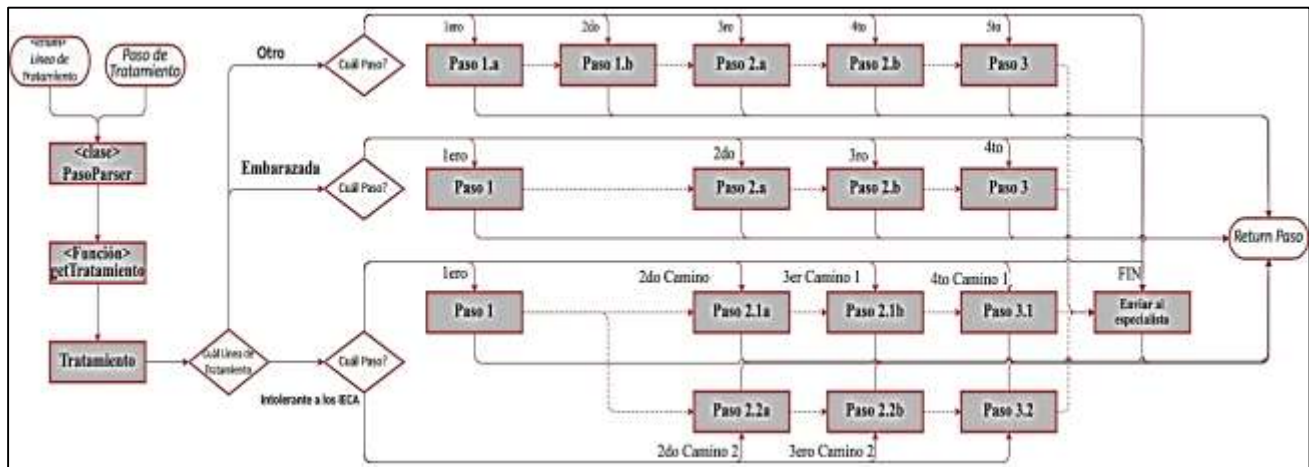 <enum>
Línea de
Tratamiento
Paso de
Tratamiento
<clase>
PasoParser
<Función>
getTratamiento
Tratamiento
Cuál Línea de
Tratamiento
Otro
Cuál Paso?
1ero
Paso 1.a
2do
Paso 1.b
3ro
Paso 2.a
4to
Paso 2.b
5to
Paso 3
Embarazada
Cuál Paso?
1ero
Paso 1
2do
Paso 2.a
3ro
Paso 2.b
4to
Paso 3
Return Paso
Intolerante a los IECA
Cuál Paso?
1ero
Paso 1
2do Camino
Paso 2.1a
3er Camino 1
Paso 2.1b
4to Camino 1
Paso 3.1
FIN
Enviar al
especialista
Paso 2.2a
Paso 2.2b
Paso 3.2
2do Camino 2
3ero Camino 2